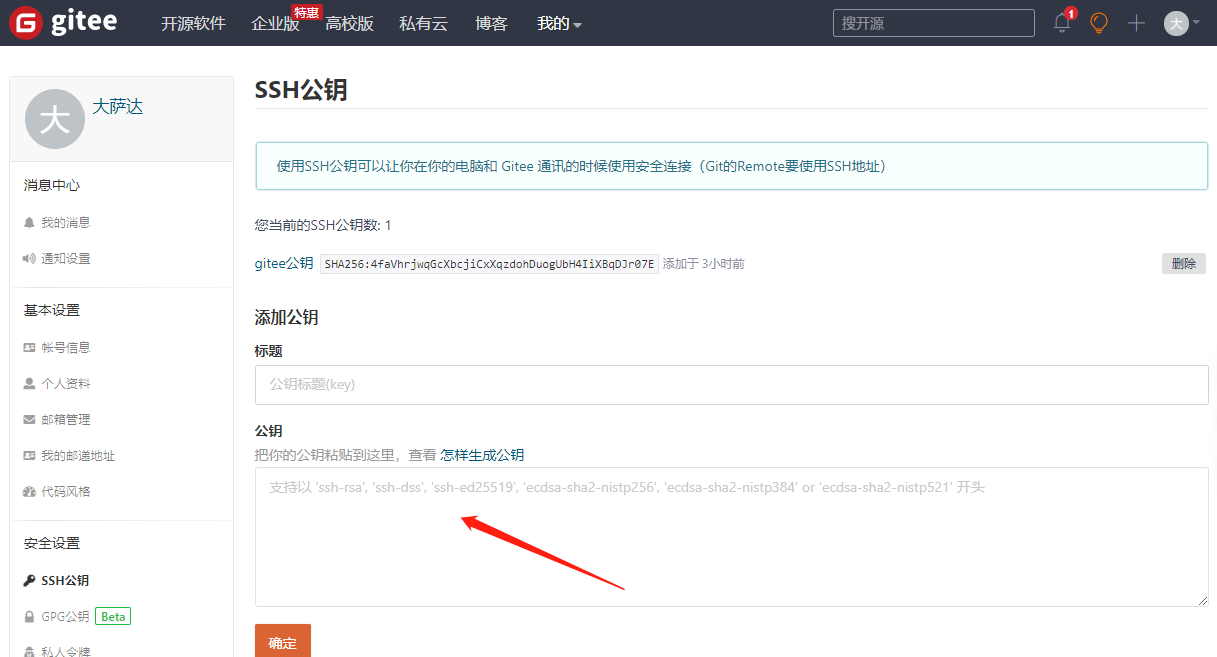 gitee 开源软件 企业版 特惠 高校版 私有云 博客 我的 搜开源 1 大
大 大萨达
消息中心
我的消息
通知设置
基本设置
帐号信息
个人资料
邮箱管理
我的邮递地址
代码风格
安全设置
SSH公钥
GPG公钥 Beta
私人令牌
SSH公钥
使用SSH公钥可以让你在你的电脑和 Gitee 通讯的时候使用安全连接（Git的Remote要使用SSH地址）
您当前的SSH公钥数: 1
gitee公钥 SHA256:4faVhrjwqGcXbcjiCxXqzdohDuogUbH4IiXBqDJr07E 添加于 3小时前 删除
添加公钥
标题
公钥标题(key)
公钥
把你的公钥粘贴到这里，查看 怎样生成公钥
支持以 'ssh-rsa', 'ssh-dss', 'ssh-ed25519', 'ecdsa-sha2-nistp256', 'ecdsa-sha2-nistp384' or 'ecdsa-sha2-nistp521' 开头
确定